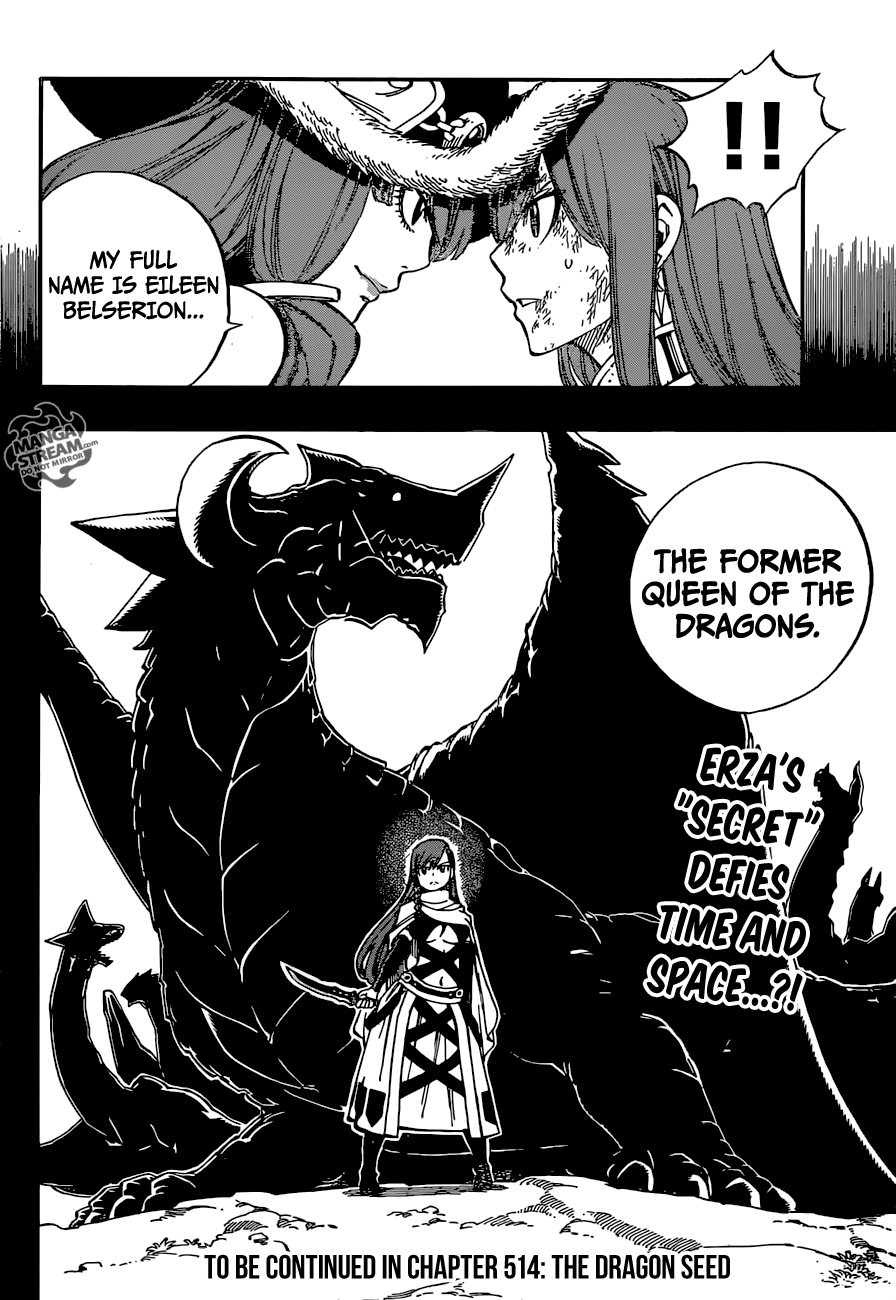 !!
MY FULL
NAME IS EILEEN
BELSERION...
MANGA
STREAM.com
DO NOT MIRROR
THE FORMER
QUEEN OF THE
DRAGONS.
ERZA'S
"SECRET"
DEFIES
TIME AND
SPACE...?!
TO BE CONTINUED IN CHAPTER 514: THE DRAGON SEED